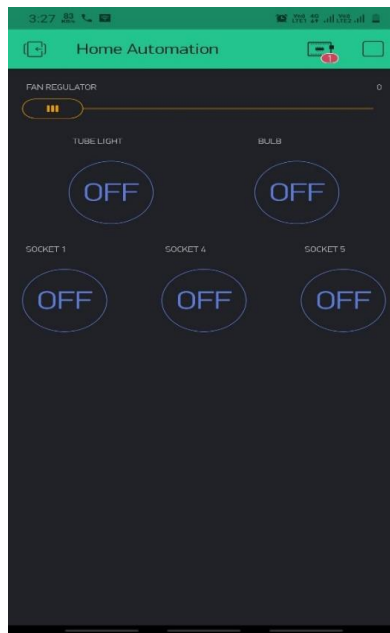 3:27
Home Automation
1
FAN REGULATOR 0
TUBE LIGHT BULB
OFF OFF
SOCKET 1 SOCKET 4 SOCKET 5
OFF OFF OFF